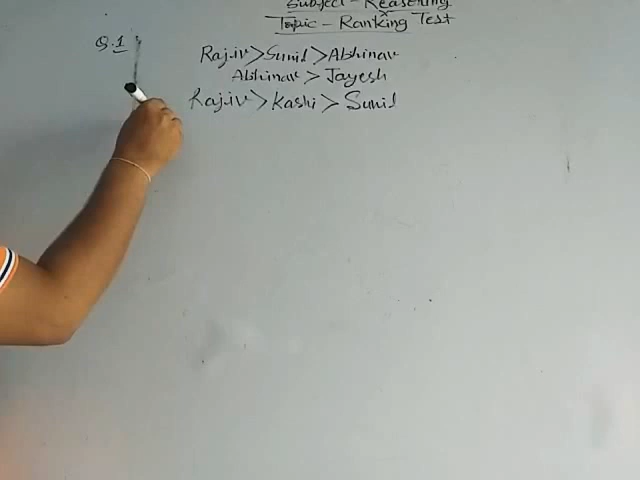 Subject - Reasoning
Topic - Ranking Test
Q.1
Rajiv > Sunil > Abhinav
Abhinav > Jayesh
Rajiv > Kashi > Sunil